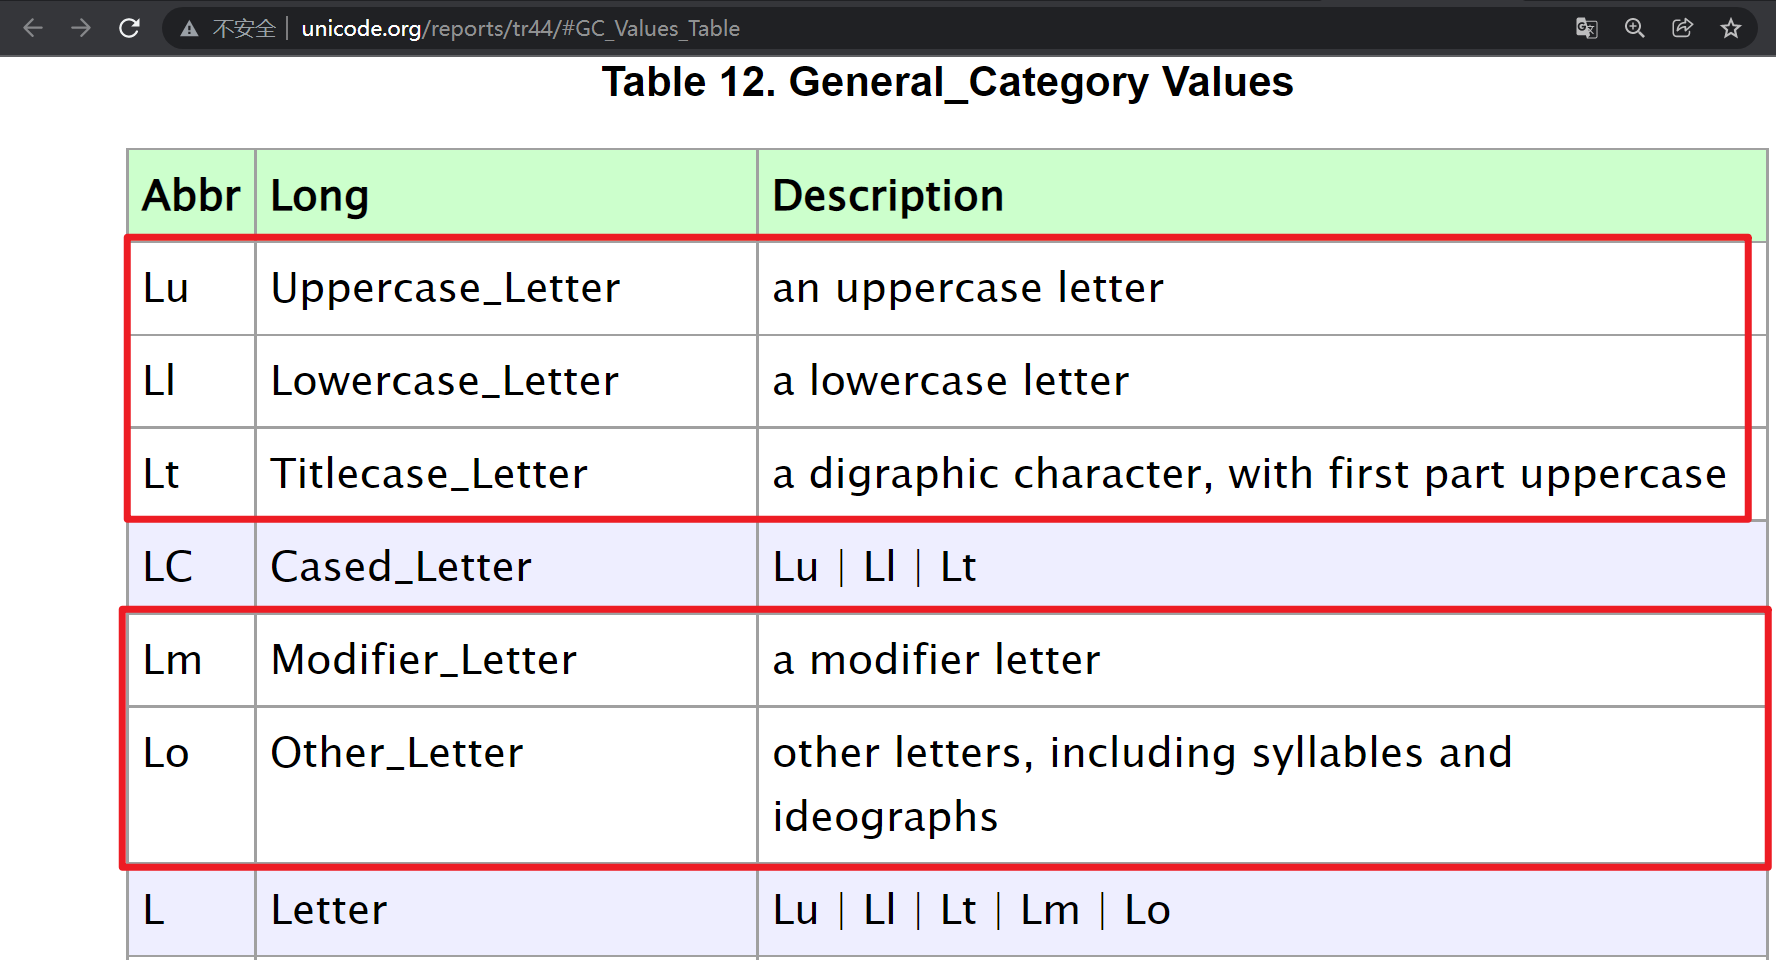 不安全 unicode.org/reports/tr44/#GC_Values_Table
Table 12. General_Category Values
Abbr Long Description
Lu Uppercase_Letter an uppercase letter
Ll Lowercase_Letter a lowercase letter
Lt Titlecase_Letter a digraphic character, with first part uppercase
LC Cased_Letter Lu | Ll | Lt
Lm Modifier_Letter a modifier letter
Lo Other_Letter other letters, including syllables and
ideographs
L Letter Lu | Ll | Lt | Lm | Lo